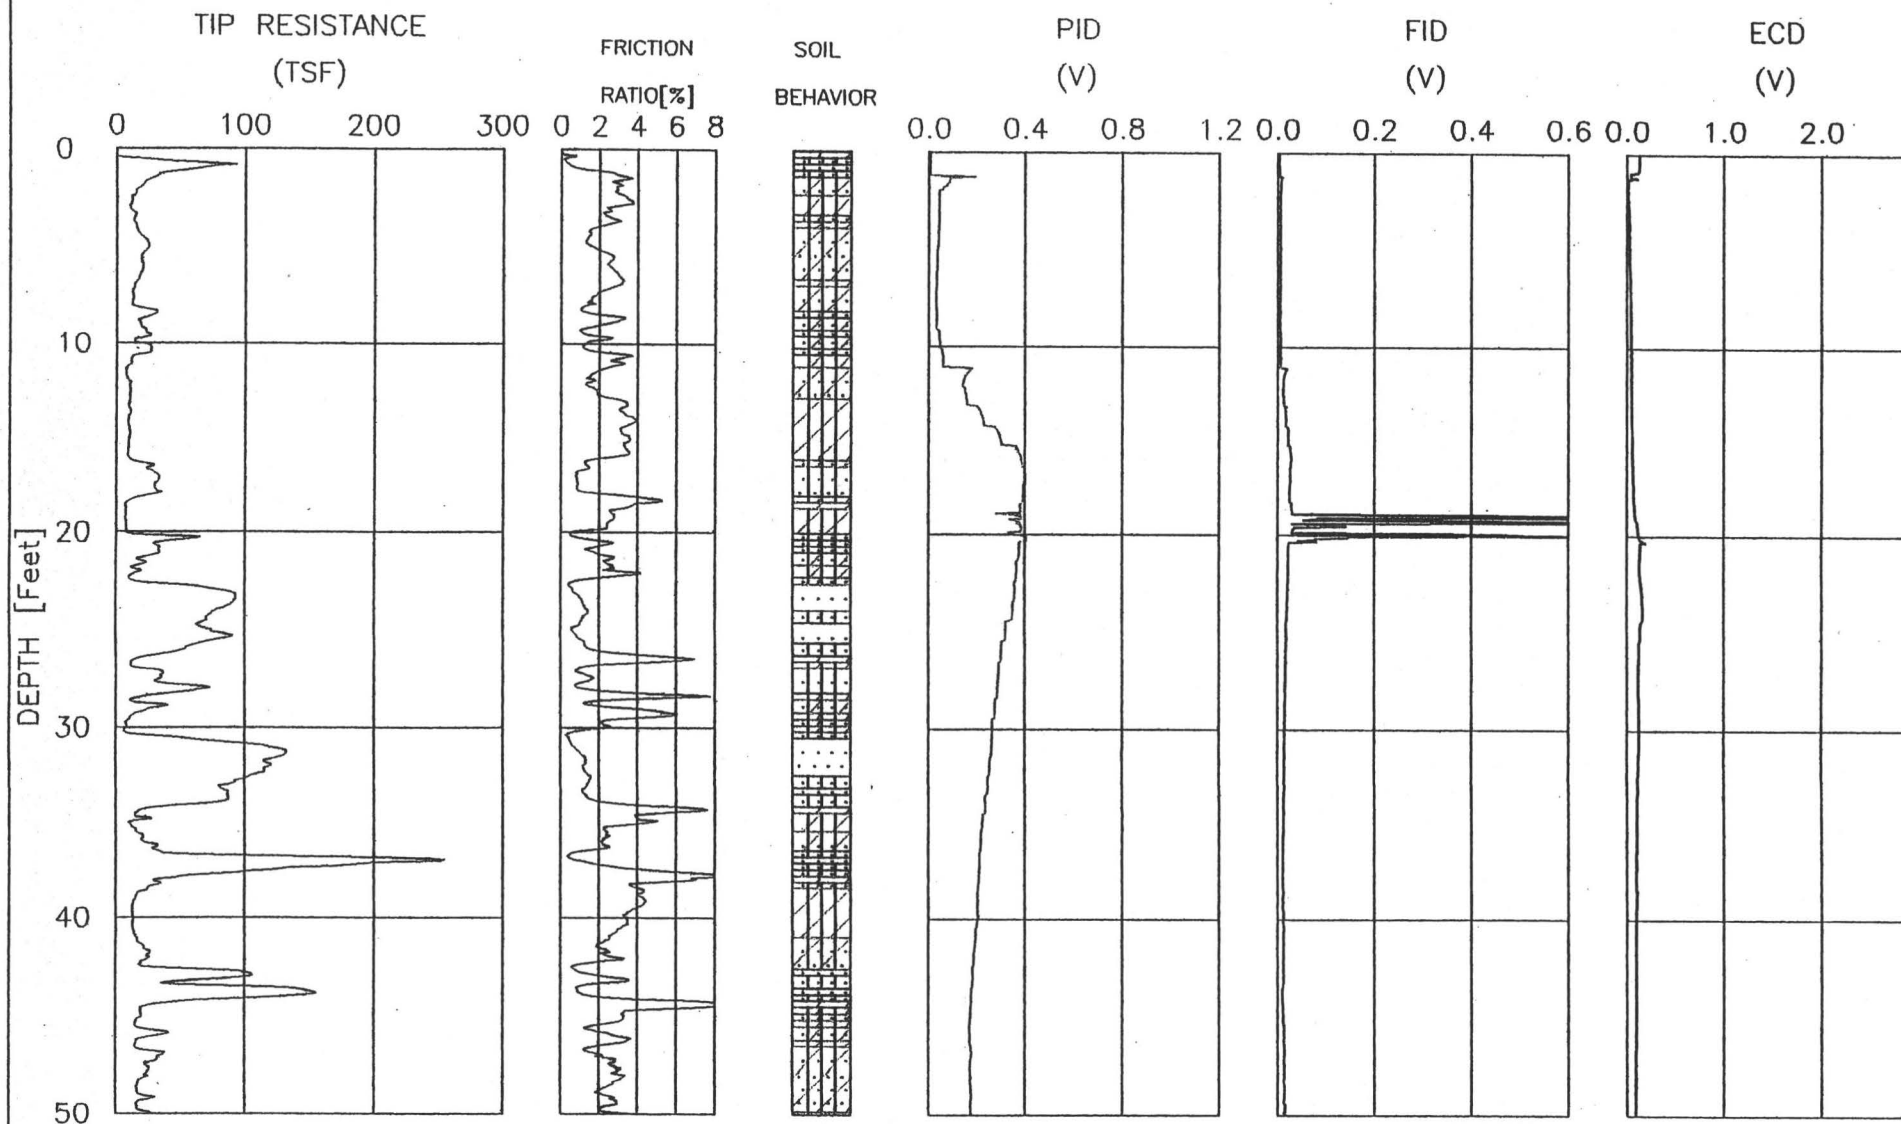 TIP RESISTANCE
(TSF)
FRICTION
RATIO[%]
SOIL
BEHAVIOR
PID
(V)
FID
(V)
ECD
(V)
0 100 200 300
0 2 4 6 8
0.0 0.4 0.8 1.2
0.0 0.2 0.4 0.6
0.0 1.0 2.0
0
10
20
30
40
50
DEPTH [Feet]